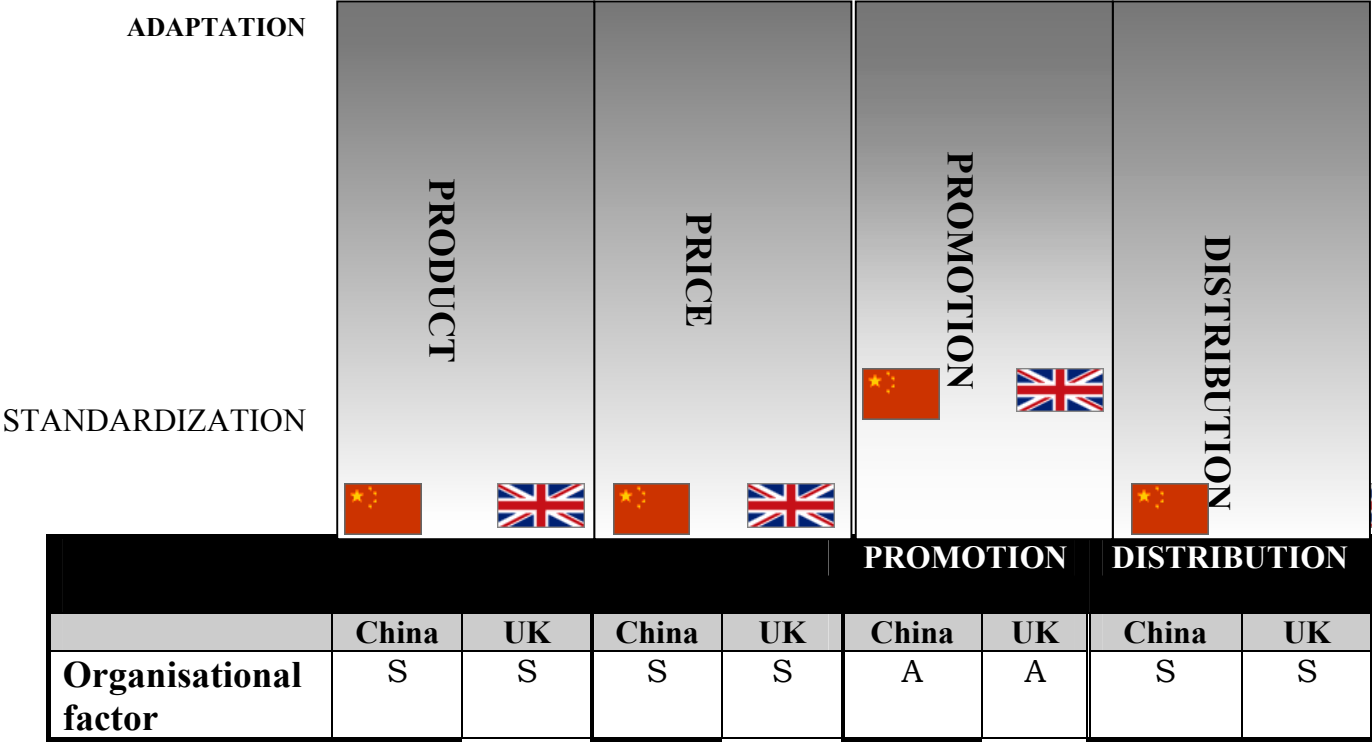 ADAPTATION
PRODUCT
PRICE
PROMOTION
DISTRIBUTION
STANDARDIZATION
PROMOTION DISTRIBUTION
China UK China UK China UK China UK
Organisational factor S S S S A A S S